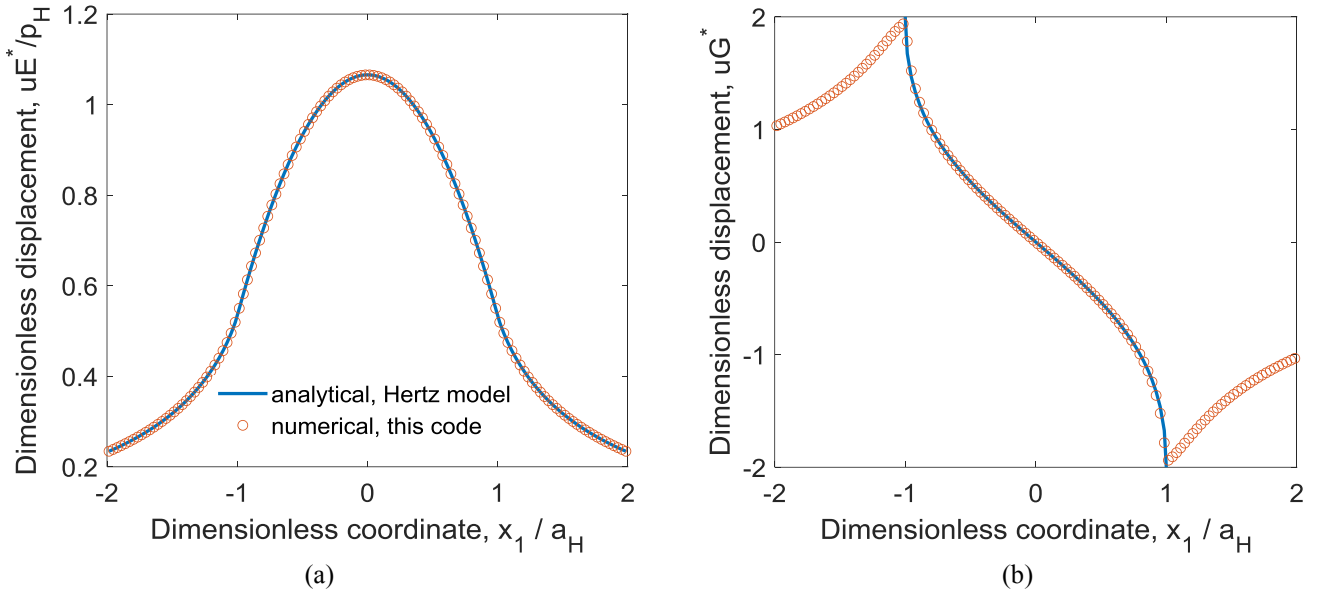 Dimensionless displacement, uE*/pH
1.2
1
0.8
0.6
0.4
0.2
analytical, Hertz model
numerical, this code
-2 -1 0 1 2
Dimensionless coordinate, x1 / aH
(a)
Dimensionless displacement, uG*
2
1
0
-1
-2
-2 -1 0 1 2
Dimensionless coordinate, x1 / aH
(b)